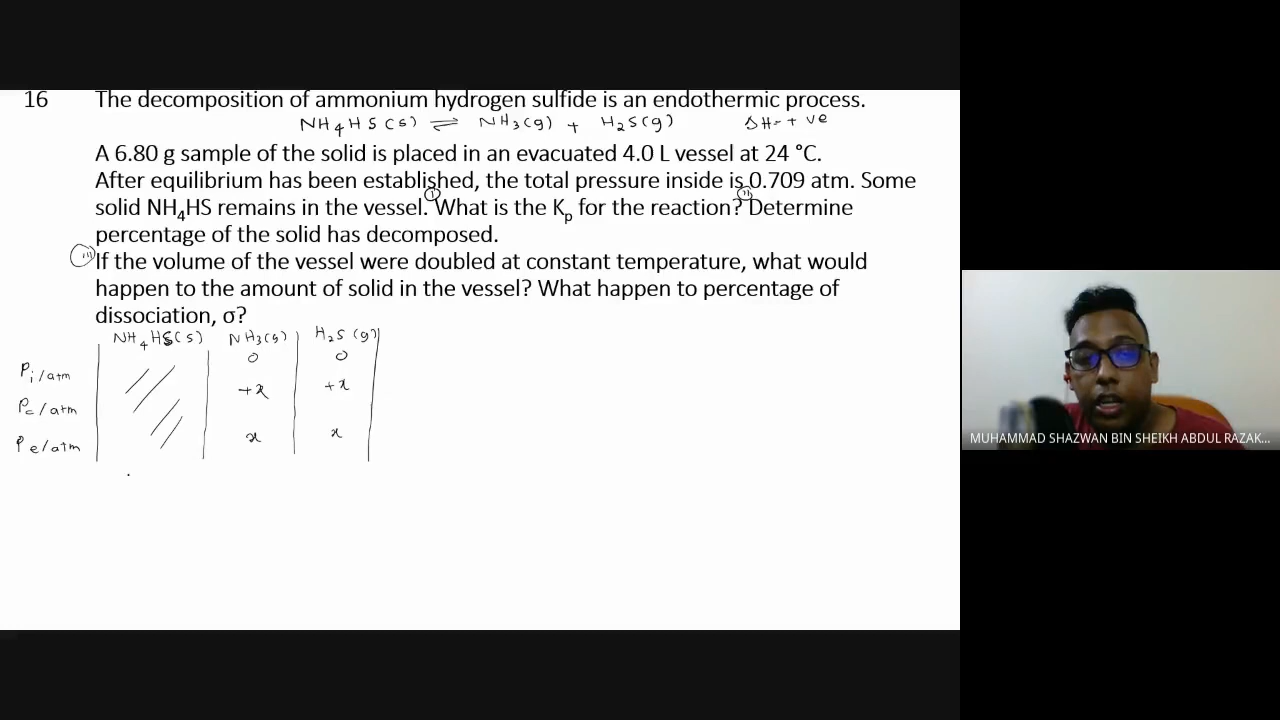 16 The decomposition of ammonium hydrogen sulfide is an endothermic process.
NH4HS(s) ⇌ NH3(g) + H2S(g) ΔH = + ve
A 6.80 g sample of the solid is placed in an evacuated 4.0 L vessel at 24 °C.
After equilibrium has been established, the total pressure inside is 0.709 atm. Some
(i) (ii)
solid NH4HS remains in the vessel. What is the Kp for the reaction? Determine
percentage of the solid has decomposed.
(iii) If the volume of the vessel were doubled at constant temperature, what would
happen to the amount of solid in the vessel? What happen to percentage of
dissociation, σ?
NH4HS(s) NH3(g) H2S(g)
Pi/atm 0 0
Pc/atm +x +x
Pe/atm x x
MUHAMMAD SHAZWAN BIN SHEIKH ABDUL RAZAK...